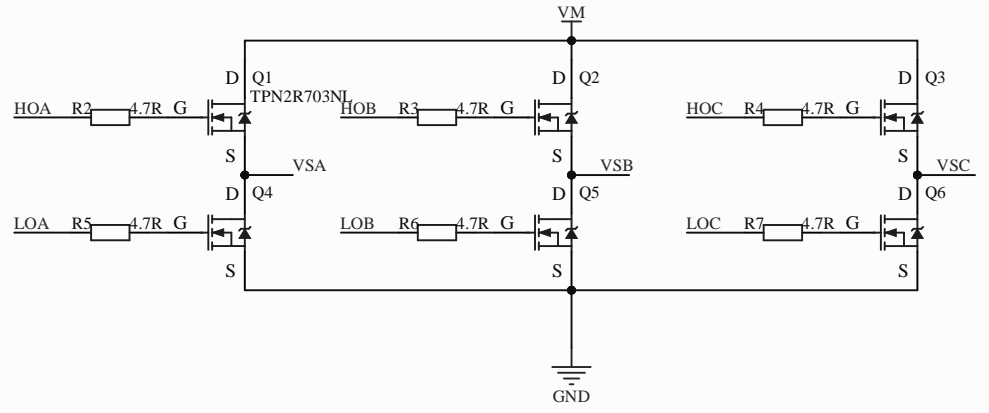 VM
D Q1 D Q2 D Q3
TPN2R703NL
HOA R2 4.7R G HOB R3 4.7R G HOC R4 4.7R G
S S S
VSA VSB VSC
D Q4 D Q5 D Q6
LOA R5 4.7R G LOB R6 4.7R G LOC R7 4.7R G
S S S
GND